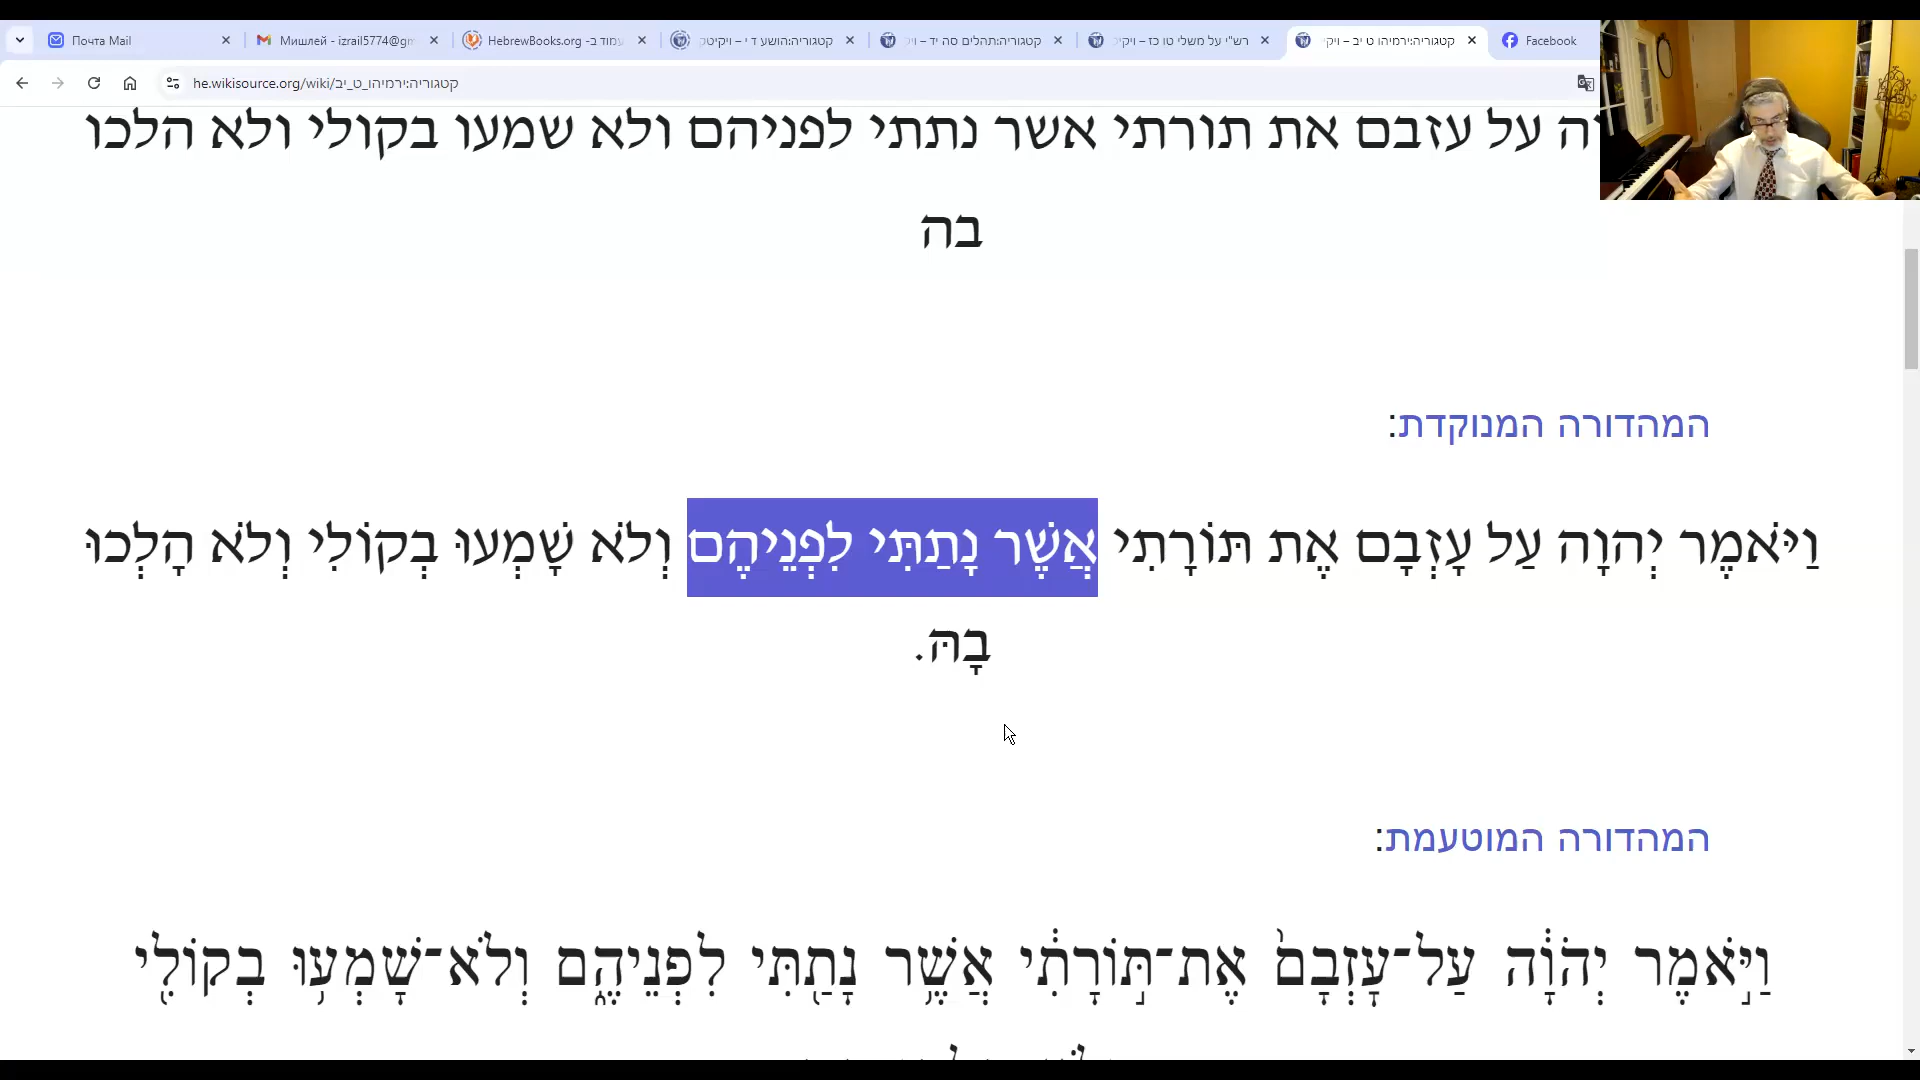 Почта Mail
Мишлей - izrail5774@gm
HebrewBooks.org -עמוד ב
קטגוריה:הושע ד י – ויקיטק
קטגוריה:תהלים סה יד – ויק
רש"י על משלי טו כז – ויקיכ
קטגוריה:ירמיהו ט יב – ויקי
Facebook
he.wikisource.org/wiki/קטגוריה:ירמיהו_ט_יב
ה על עזבם את תורתי אשר נתתי לפניהם ולא שמעו בקולי ולא הלכו
בה
המהדורה המנוקדת:
וַיֹּאמֶר יְהוָה עַל עָזְבָם אֶת תּוֹרָתִי אֲשֶׁר נָתַתִּי לִפְנֵיהֶם וְלֹא שָׁמְעוּ בְקוֹלִי וְלֹא הָלְכוּ
בָהּ.
המהדורה המוטעמת:
וַיֹּ֣אמֶר יְהֹוָ֔ה עַל־עׇזְבָם֙ אֶת־תּ֣וֹרָתִ֔י אֲשֶׁ֥ר נָתַ֖תִּי לִפְנֵיהֶ֑ם וְלֹא־שָׁמְע֥וּ בְקוֹלִ֖י